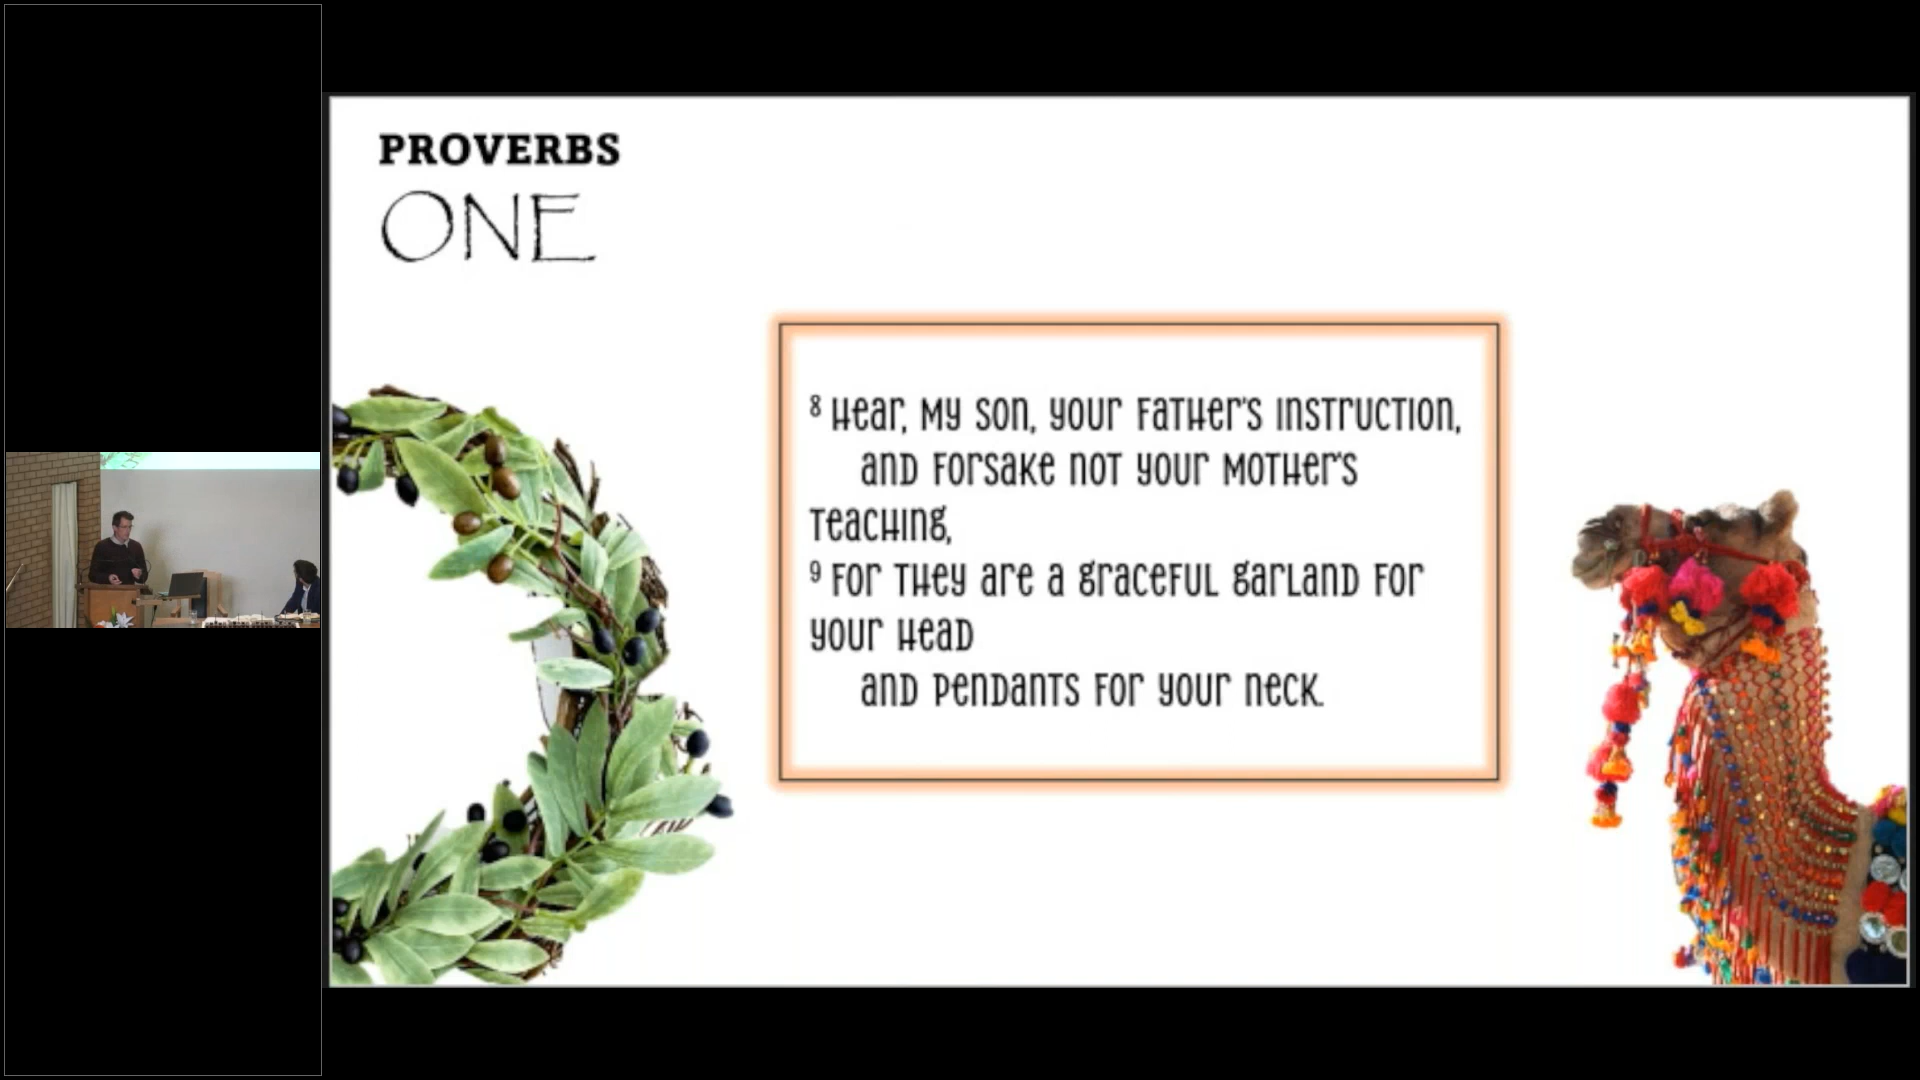 PROVERBS
ONE
8 Hear, my son, your father's instruction,
and forsake not your mother's
teaching,
9 for they are a graceful garland for
your head
and pendants for your neck.